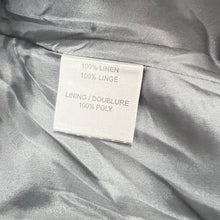 100% LINEN
100% LINGE
LINING / DOUBLURE
100% POLY